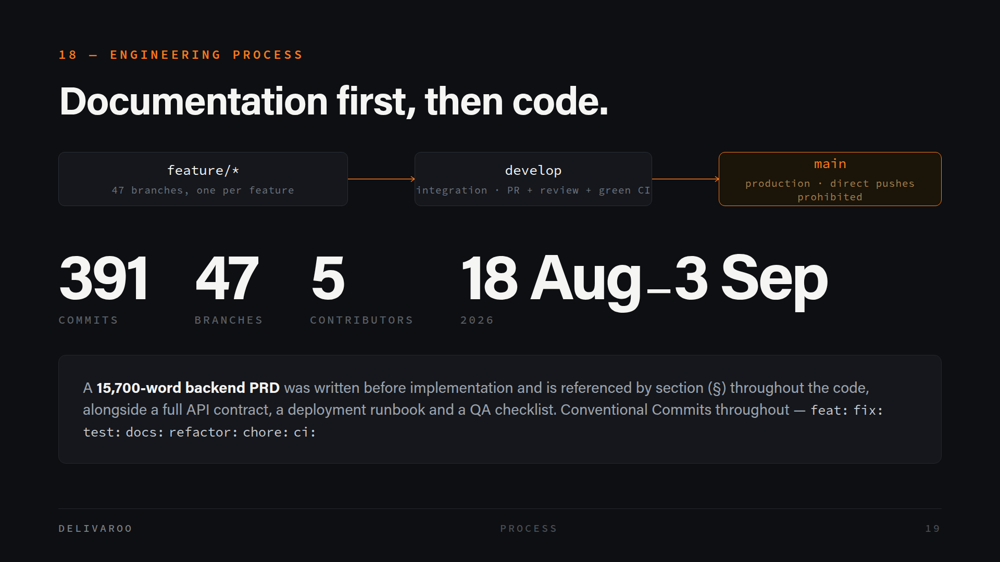 18 — ENGINEERING PROCESS
Documentation first, then code.
feature/*
47 branches, one per feature
develop
integration · PR + review + green CI
main
production · direct pushes
prohibited
391
COMMITS
47
BRANCHES
5
CONTRIBUTORS
18 Aug–3 Sep
2026
A 15,700-word backend PRD was written before implementation and is referenced by section (§) throughout the code,
alongside a full API contract, a deployment runbook and a QA checklist. Conventional Commits throughout — feat: fix:
test: docs: refactor: chore: ci:
DELIVAROO
PROCESS
19